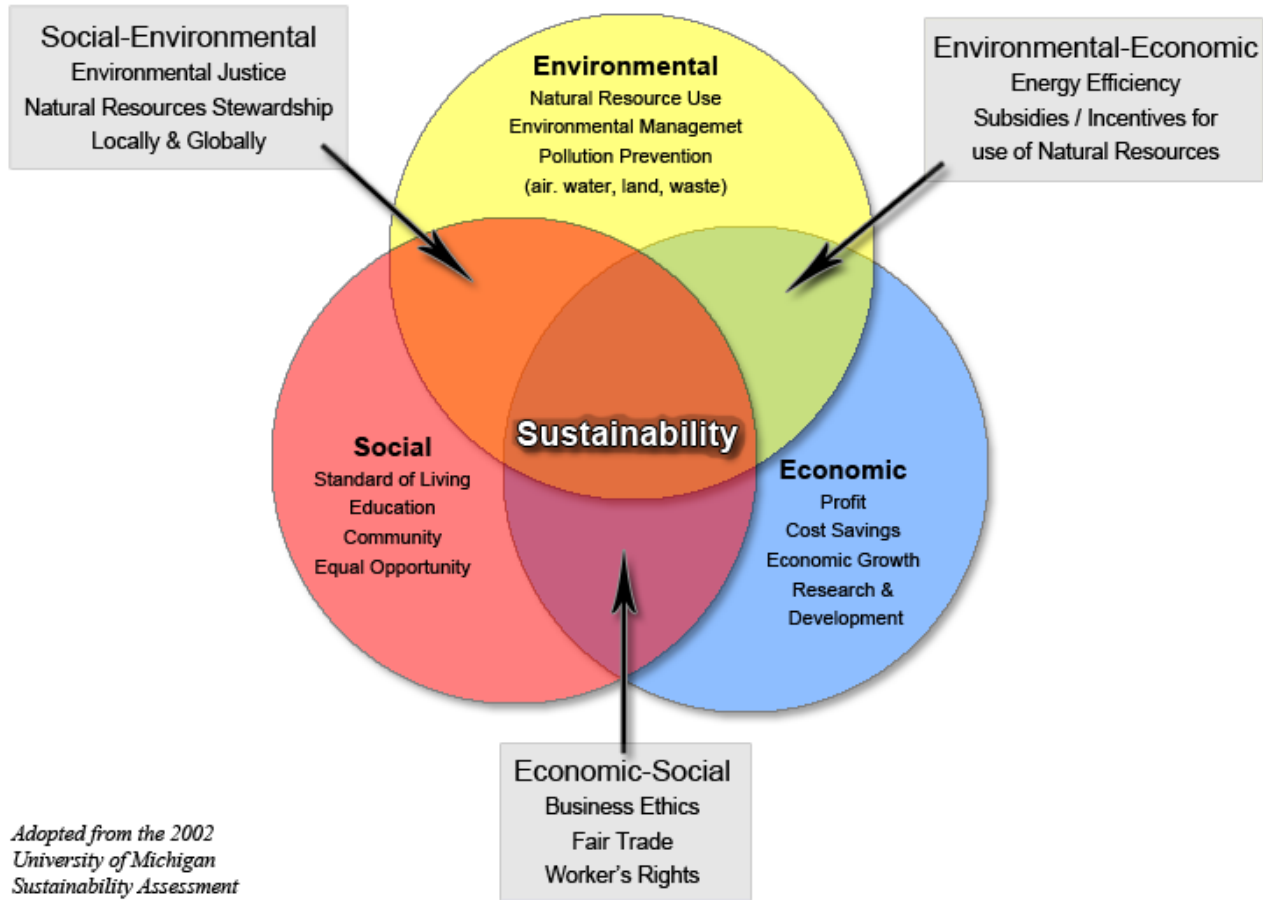 Social-Environmental
Environmental Justice
Natural Resources Stewardship
Locally & Globally
Environmental
Natural Resource Use
Environmental Managemet
Pollution Prevention
(air. water, land, waste)
Environmental-Economic
Energy Efficiency
Subsidies / Incentives for
use of Natural Resources
Sustainability
Social
Standard of Living
Education
Community
Equal Opportunity
Economic
Profit
Cost Savings
Economic Growth
Research &
Development
Economic-Social
Business Ethics
Fair Trade
Worker's Rights
Adopted from the 2002
University of Michigan
Sustainability Assessment